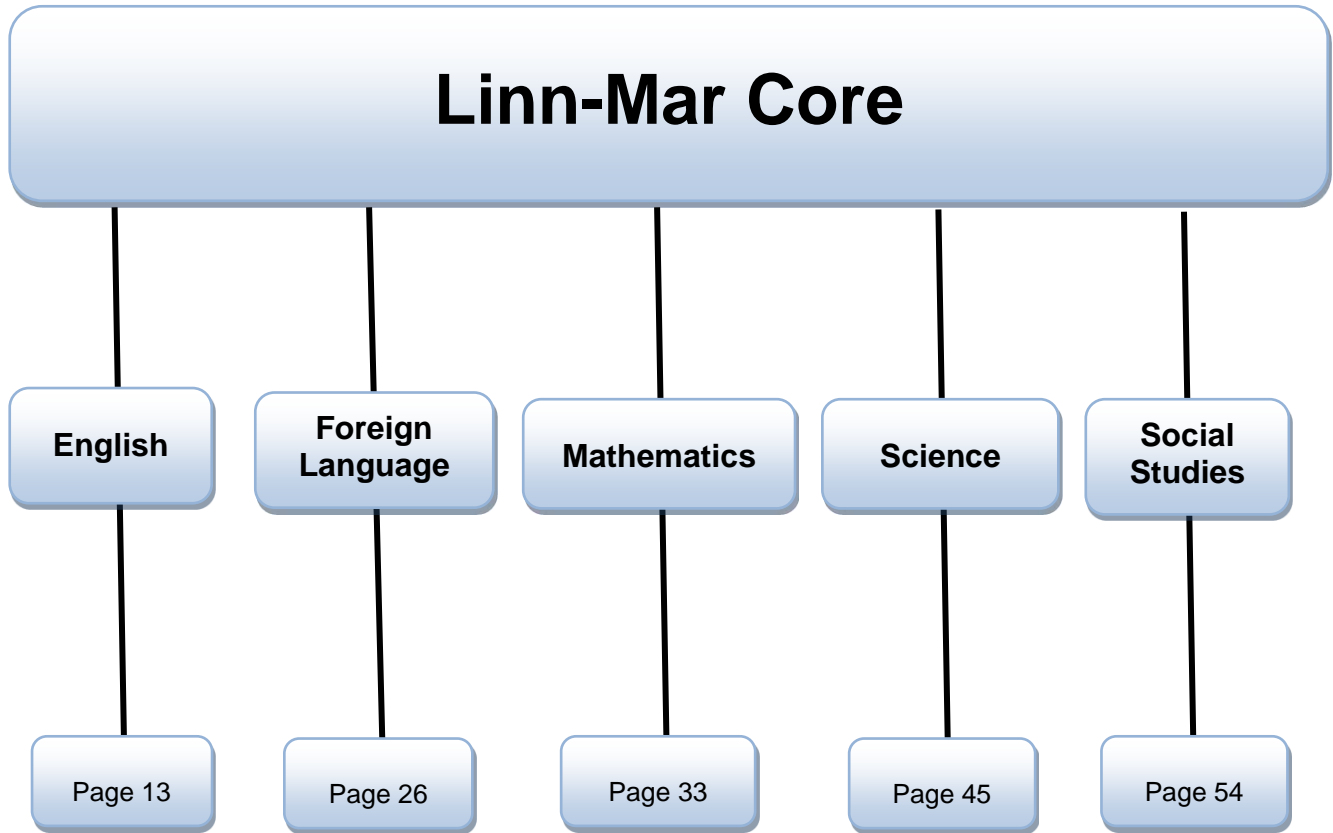 Linn-Mar Core
English
Foreign
Language
Mathematics
Science
Social
Studies
Page 13
Page 26
Page 33
Page 45
Page 54